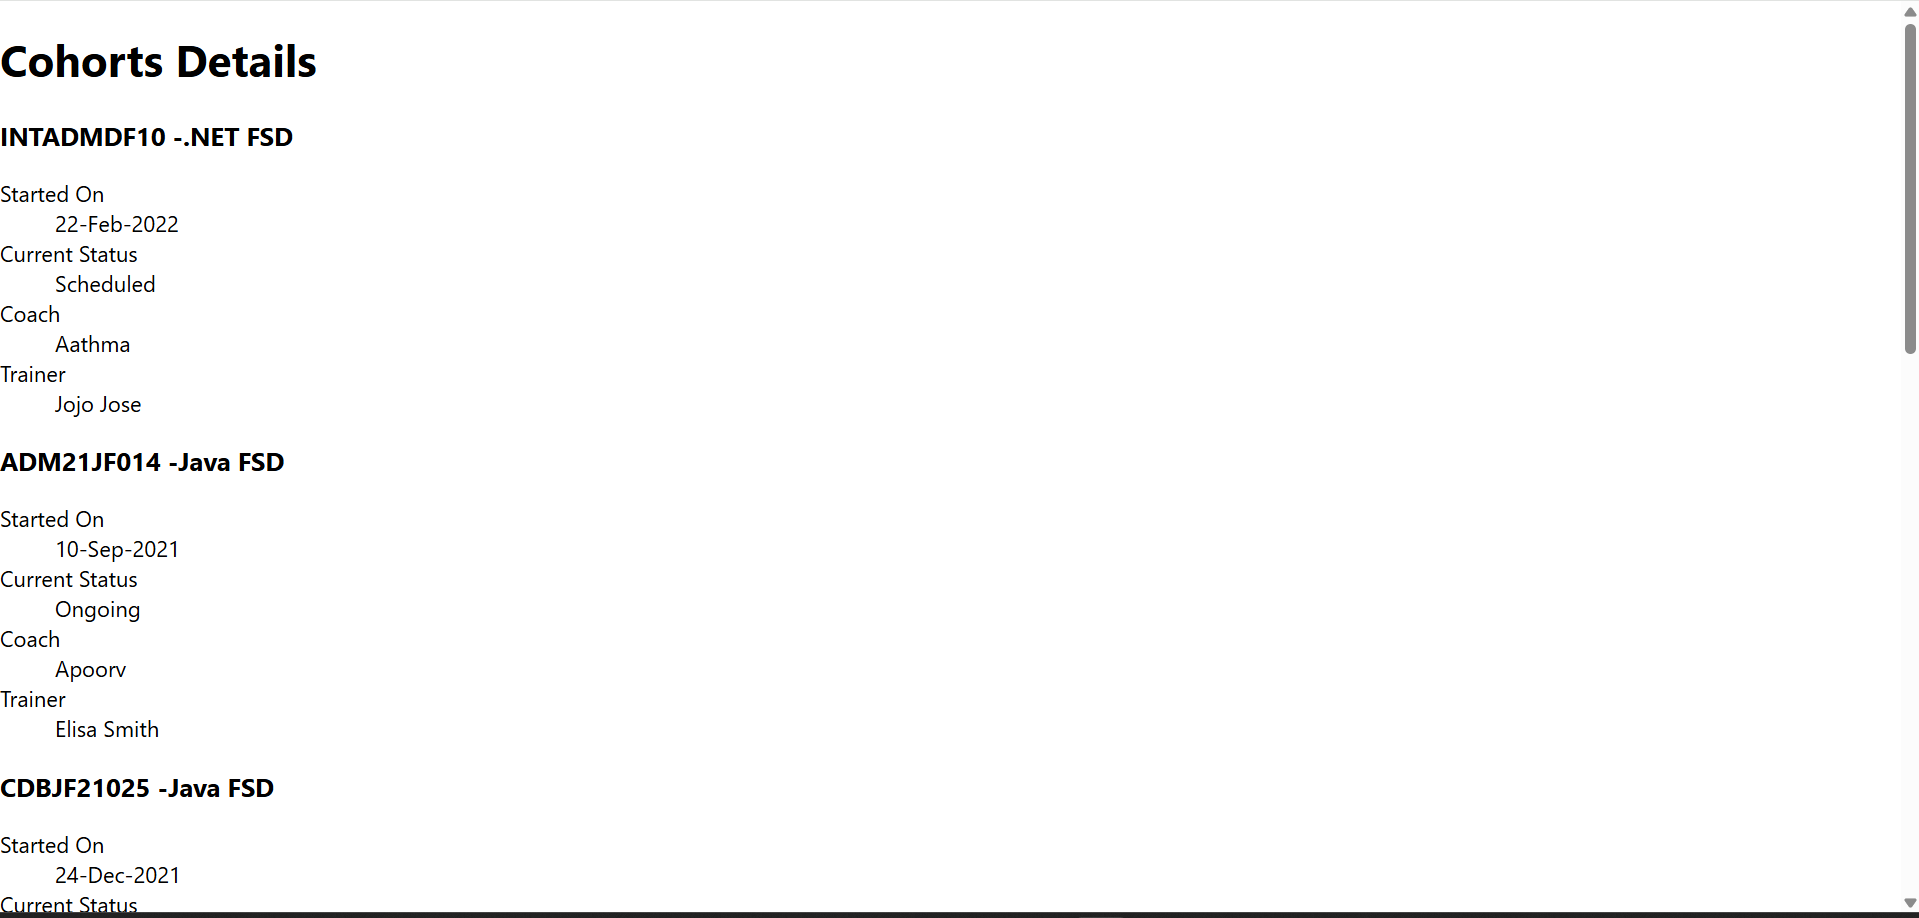 Cohorts Details
INTADMDF10 -.NET FSD
Started On
22-Feb-2022
Current Status
Scheduled
Coach
Aathma
Trainer
Jojo Jose
ADM21JF014 -Java FSD
Started On
10-Sep-2021
Current Status
Ongoing
Coach
Apoorv
Trainer
Elisa Smith
CDBJF21025 -Java FSD
Started On
24-Dec-2021
Current Status